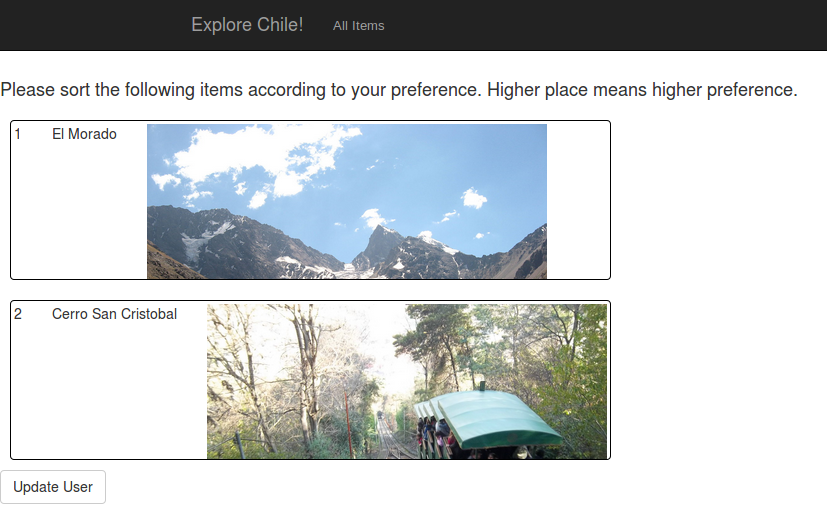 Explore Chile! All Items
Please sort the following items according to your preference. Higher place means higher preference.
1 El Morado
2 Cerro San Cristobal
Update User